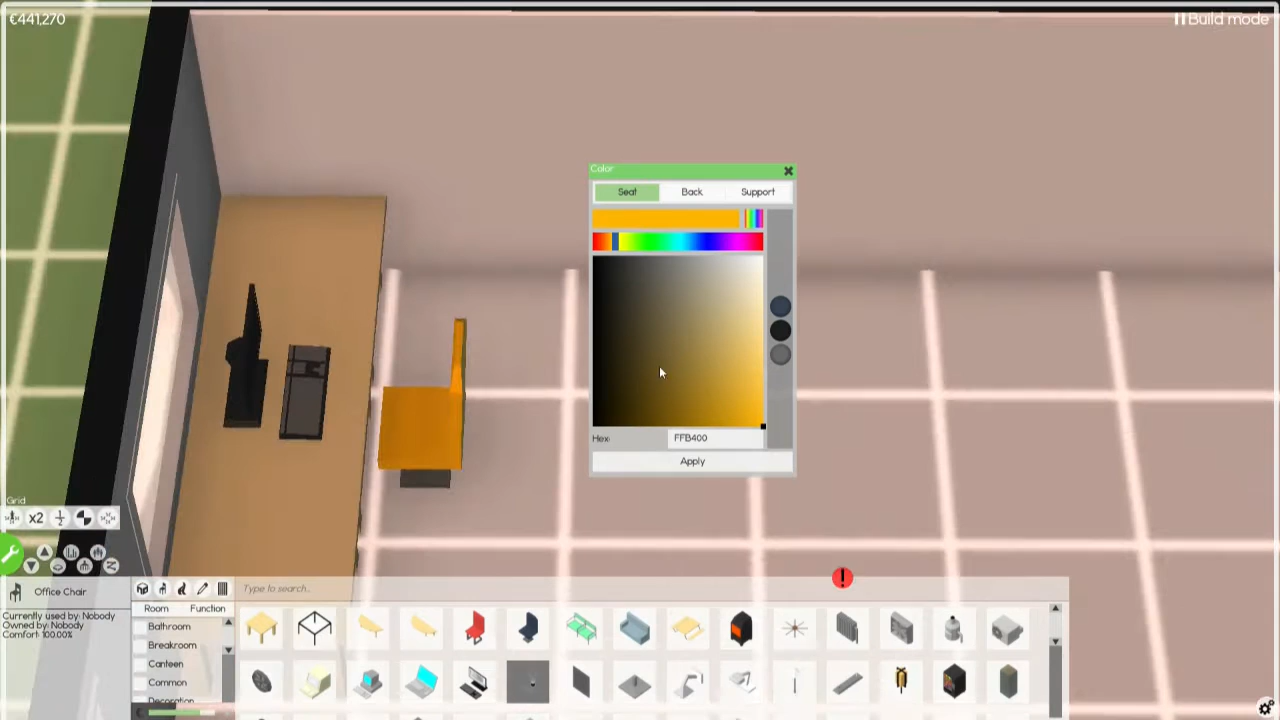 €441,270
Build mode
Color
Seat
Back
Support
Hex:
FFB400
Apply
Grid
x2
Office Chair
Type to search..
Currently used by: Nobody
Owned by: Nobody
Comfort: 100.00%
Room
Function
Bathroom
Breakroom
Canteen
Common
Decoration